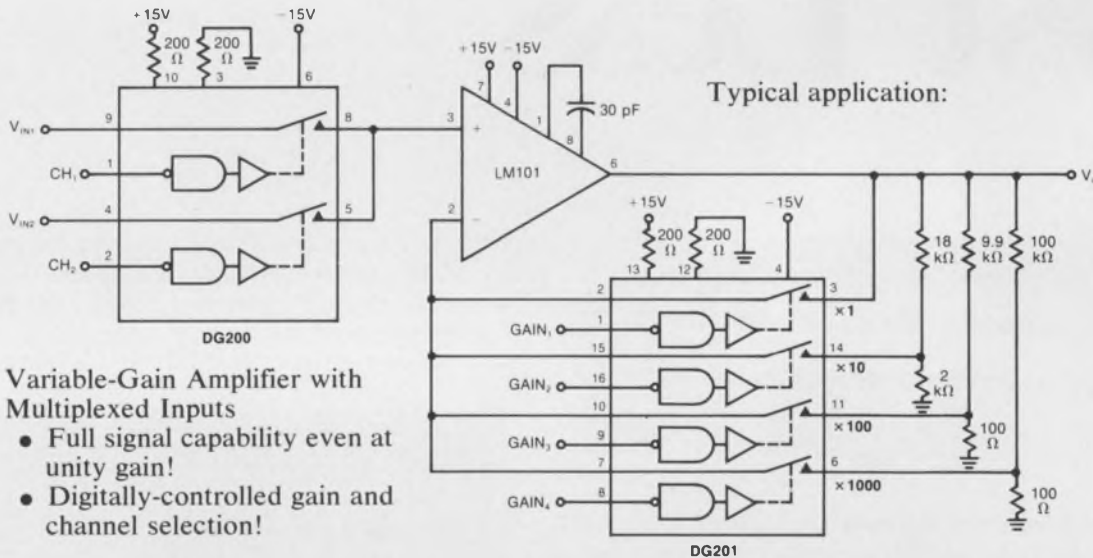 +15V
−15V
200 Ω
200 Ω
10
3
6
V_IN1
9
8
CH1
1
V_IN2
4
5
CH2
2
DG200
+15V
−15V
7
4
1
30 pF
8
3
+
LM101
6
2
−
Typical application:
+15V
−15V
200 Ω
200 Ω
13
12
4
18 kΩ
9.9 kΩ
100 kΩ
2
3
×1
GAIN1
1
15
14
×10
GAIN2
16
2 kΩ
10
11
×100
GAIN3
9
100 Ω
7
6
×1000
GAIN4
8
100 Ω
DG201
Variable-Gain Amplifier with
Multiplexed Inputs
• Full signal capability even at
unity gain!
• Digitally-controlled gain and
channel selection!